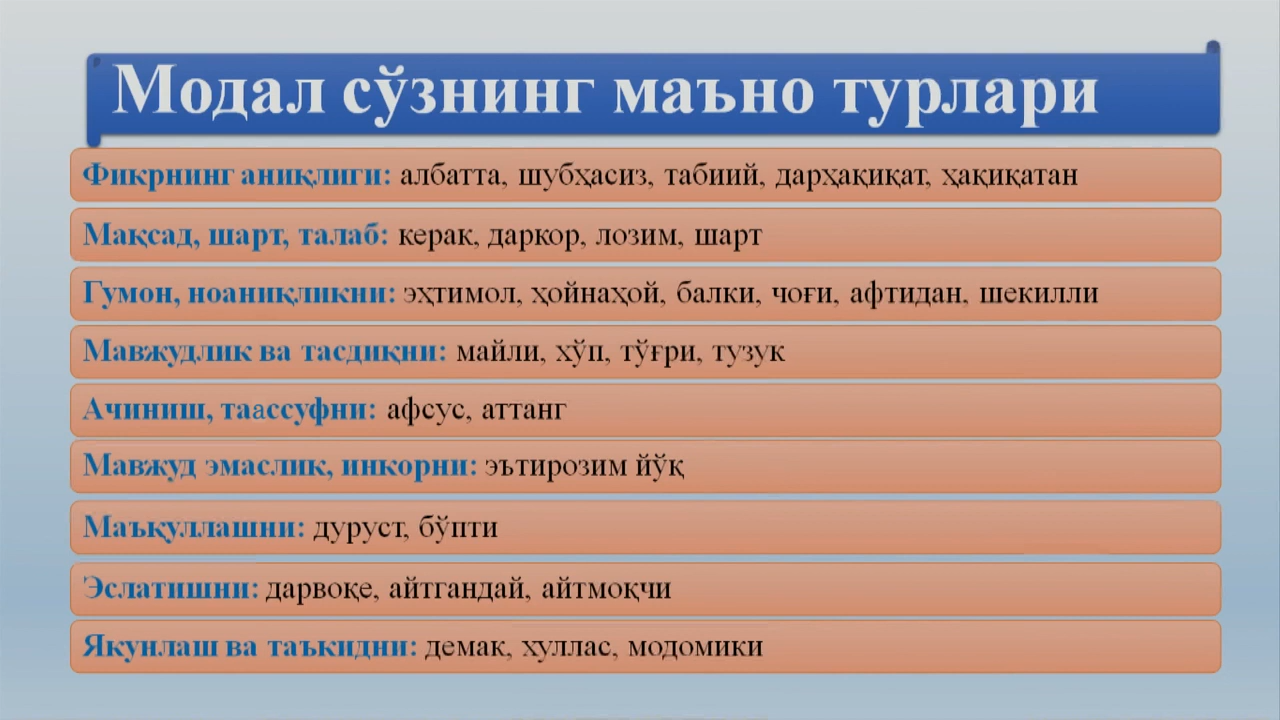 Модал сўзнинг маъно турлари
Фикрнинг аниқлиги: албатта, шубҳасиз, табиий, дарҳақиқат, ҳақиқатан
Мақсад, шарт, талаб: керак, даркор, лозим, шарт
Гумон, ноаниқликни: эҳтимол, ҳойнаҳой, балки, чоғи, афтидан, шекилли
Мавжудлик ва тасдиқни: майли, хўп, тўғри, тузук
Ачиниш, таассуфни: афсус, аттанг
Мавжуд эмаслик, инкорни: эътирозим йўқ
Маъқуллашни: дуруст, бўпти
Эслатишни: дарвоқе, айтгандай, айтмоқчи
Якунлаш ва таъкидни: демак, хуллас, модомики